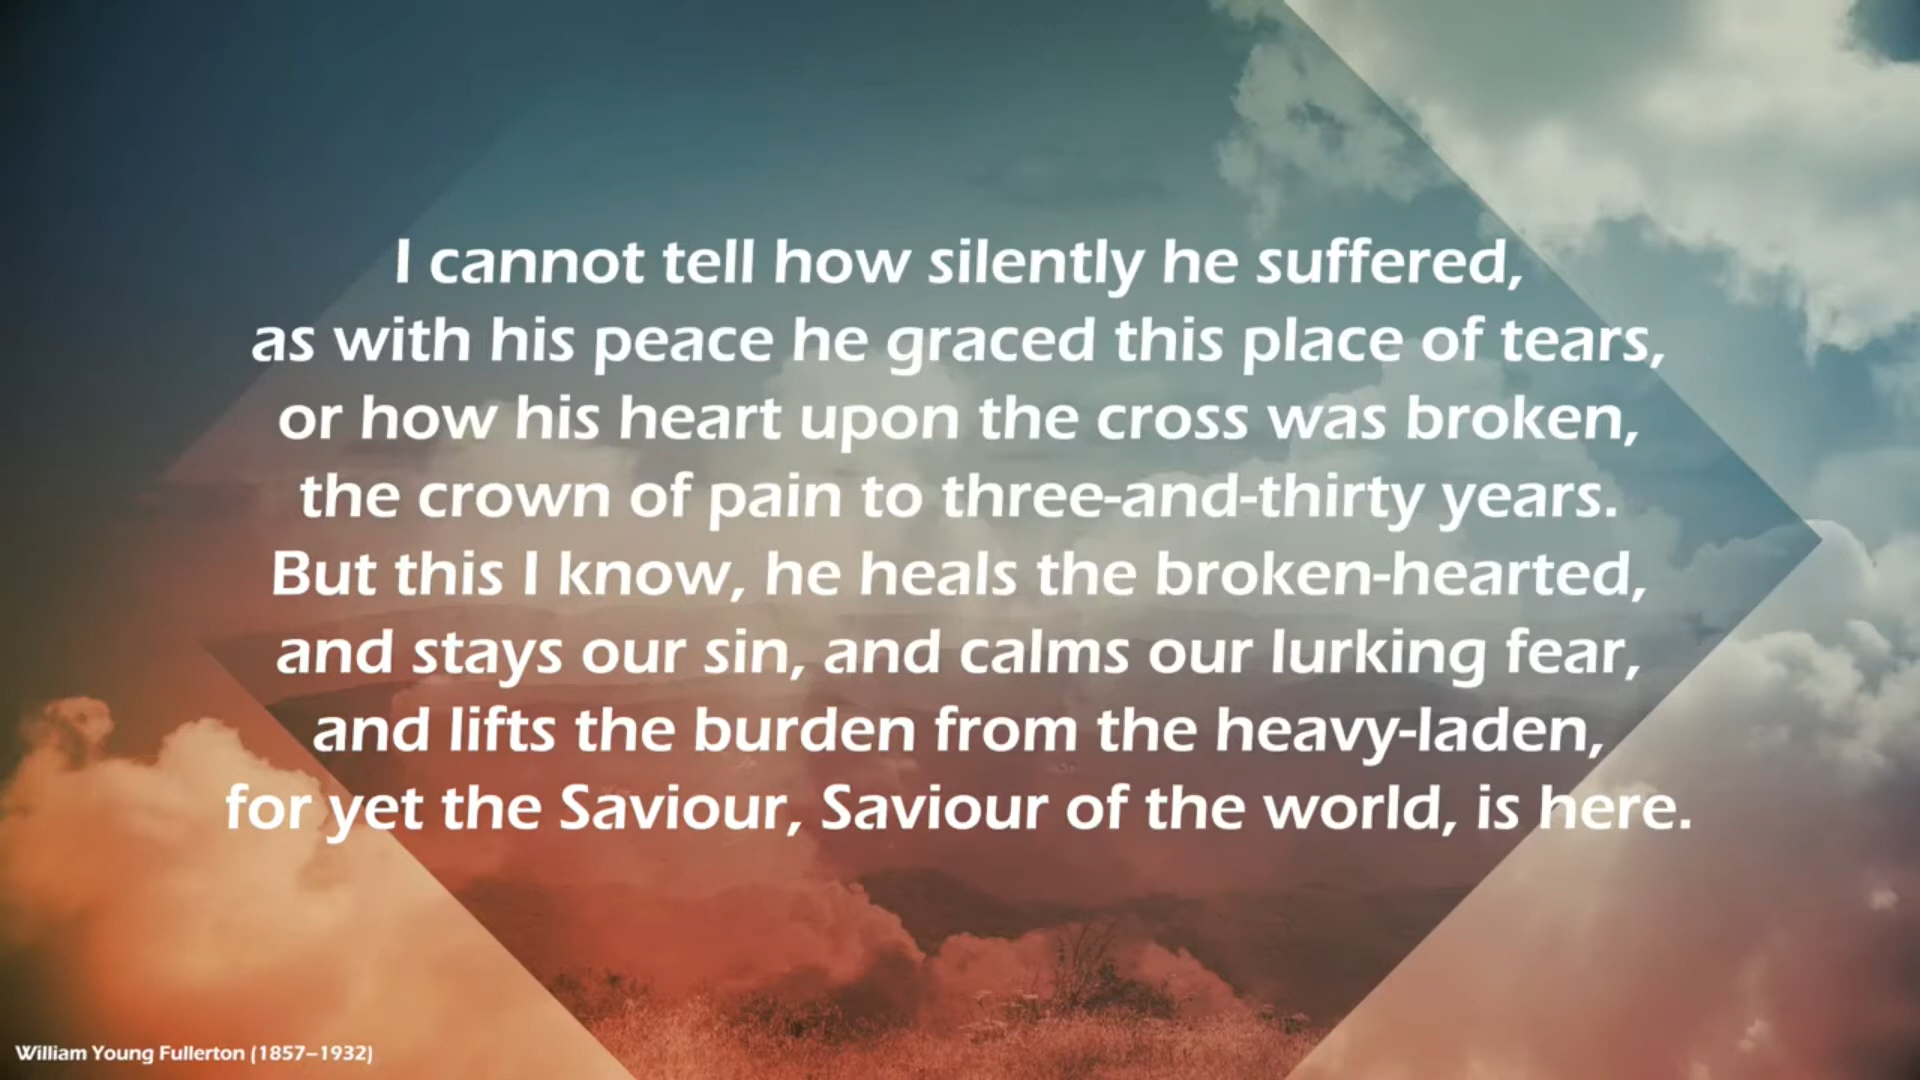 I cannot tell how silently he suffered,
as with his peace he graced this place of tears,
or how his heart upon the cross was broken,
the crown of pain to three-and-thirty years.
But this I know, he heals the broken-hearted,
and stays our sin, and calms our lurking fear,
and lifts the burden from the heavy-laden,
for yet the Saviour, Saviour of the world, is here.
William Young Fullerton (1857–1932)